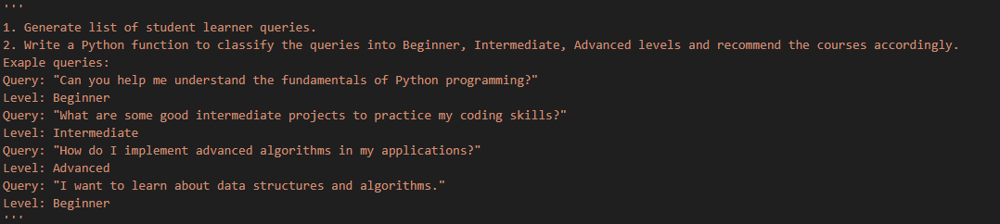 '''
1. Generate list of student learner queries.
2. Write a Python function to classify the queries into Beginner, Intermediate, Advanced levels and recommend the courses accordingly.
Exaple queries:
Query: "Can you help me understand the fundamentals of Python programming?"
Level: Beginner
Query: "What are some good intermediate projects to practice my coding skills?"
Level: Intermediate
Query: "How do I implement advanced algorithms in my applications?"
Level: Advanced
Query: "I want to learn about data structures and algorithms."
Level: Beginner
'''